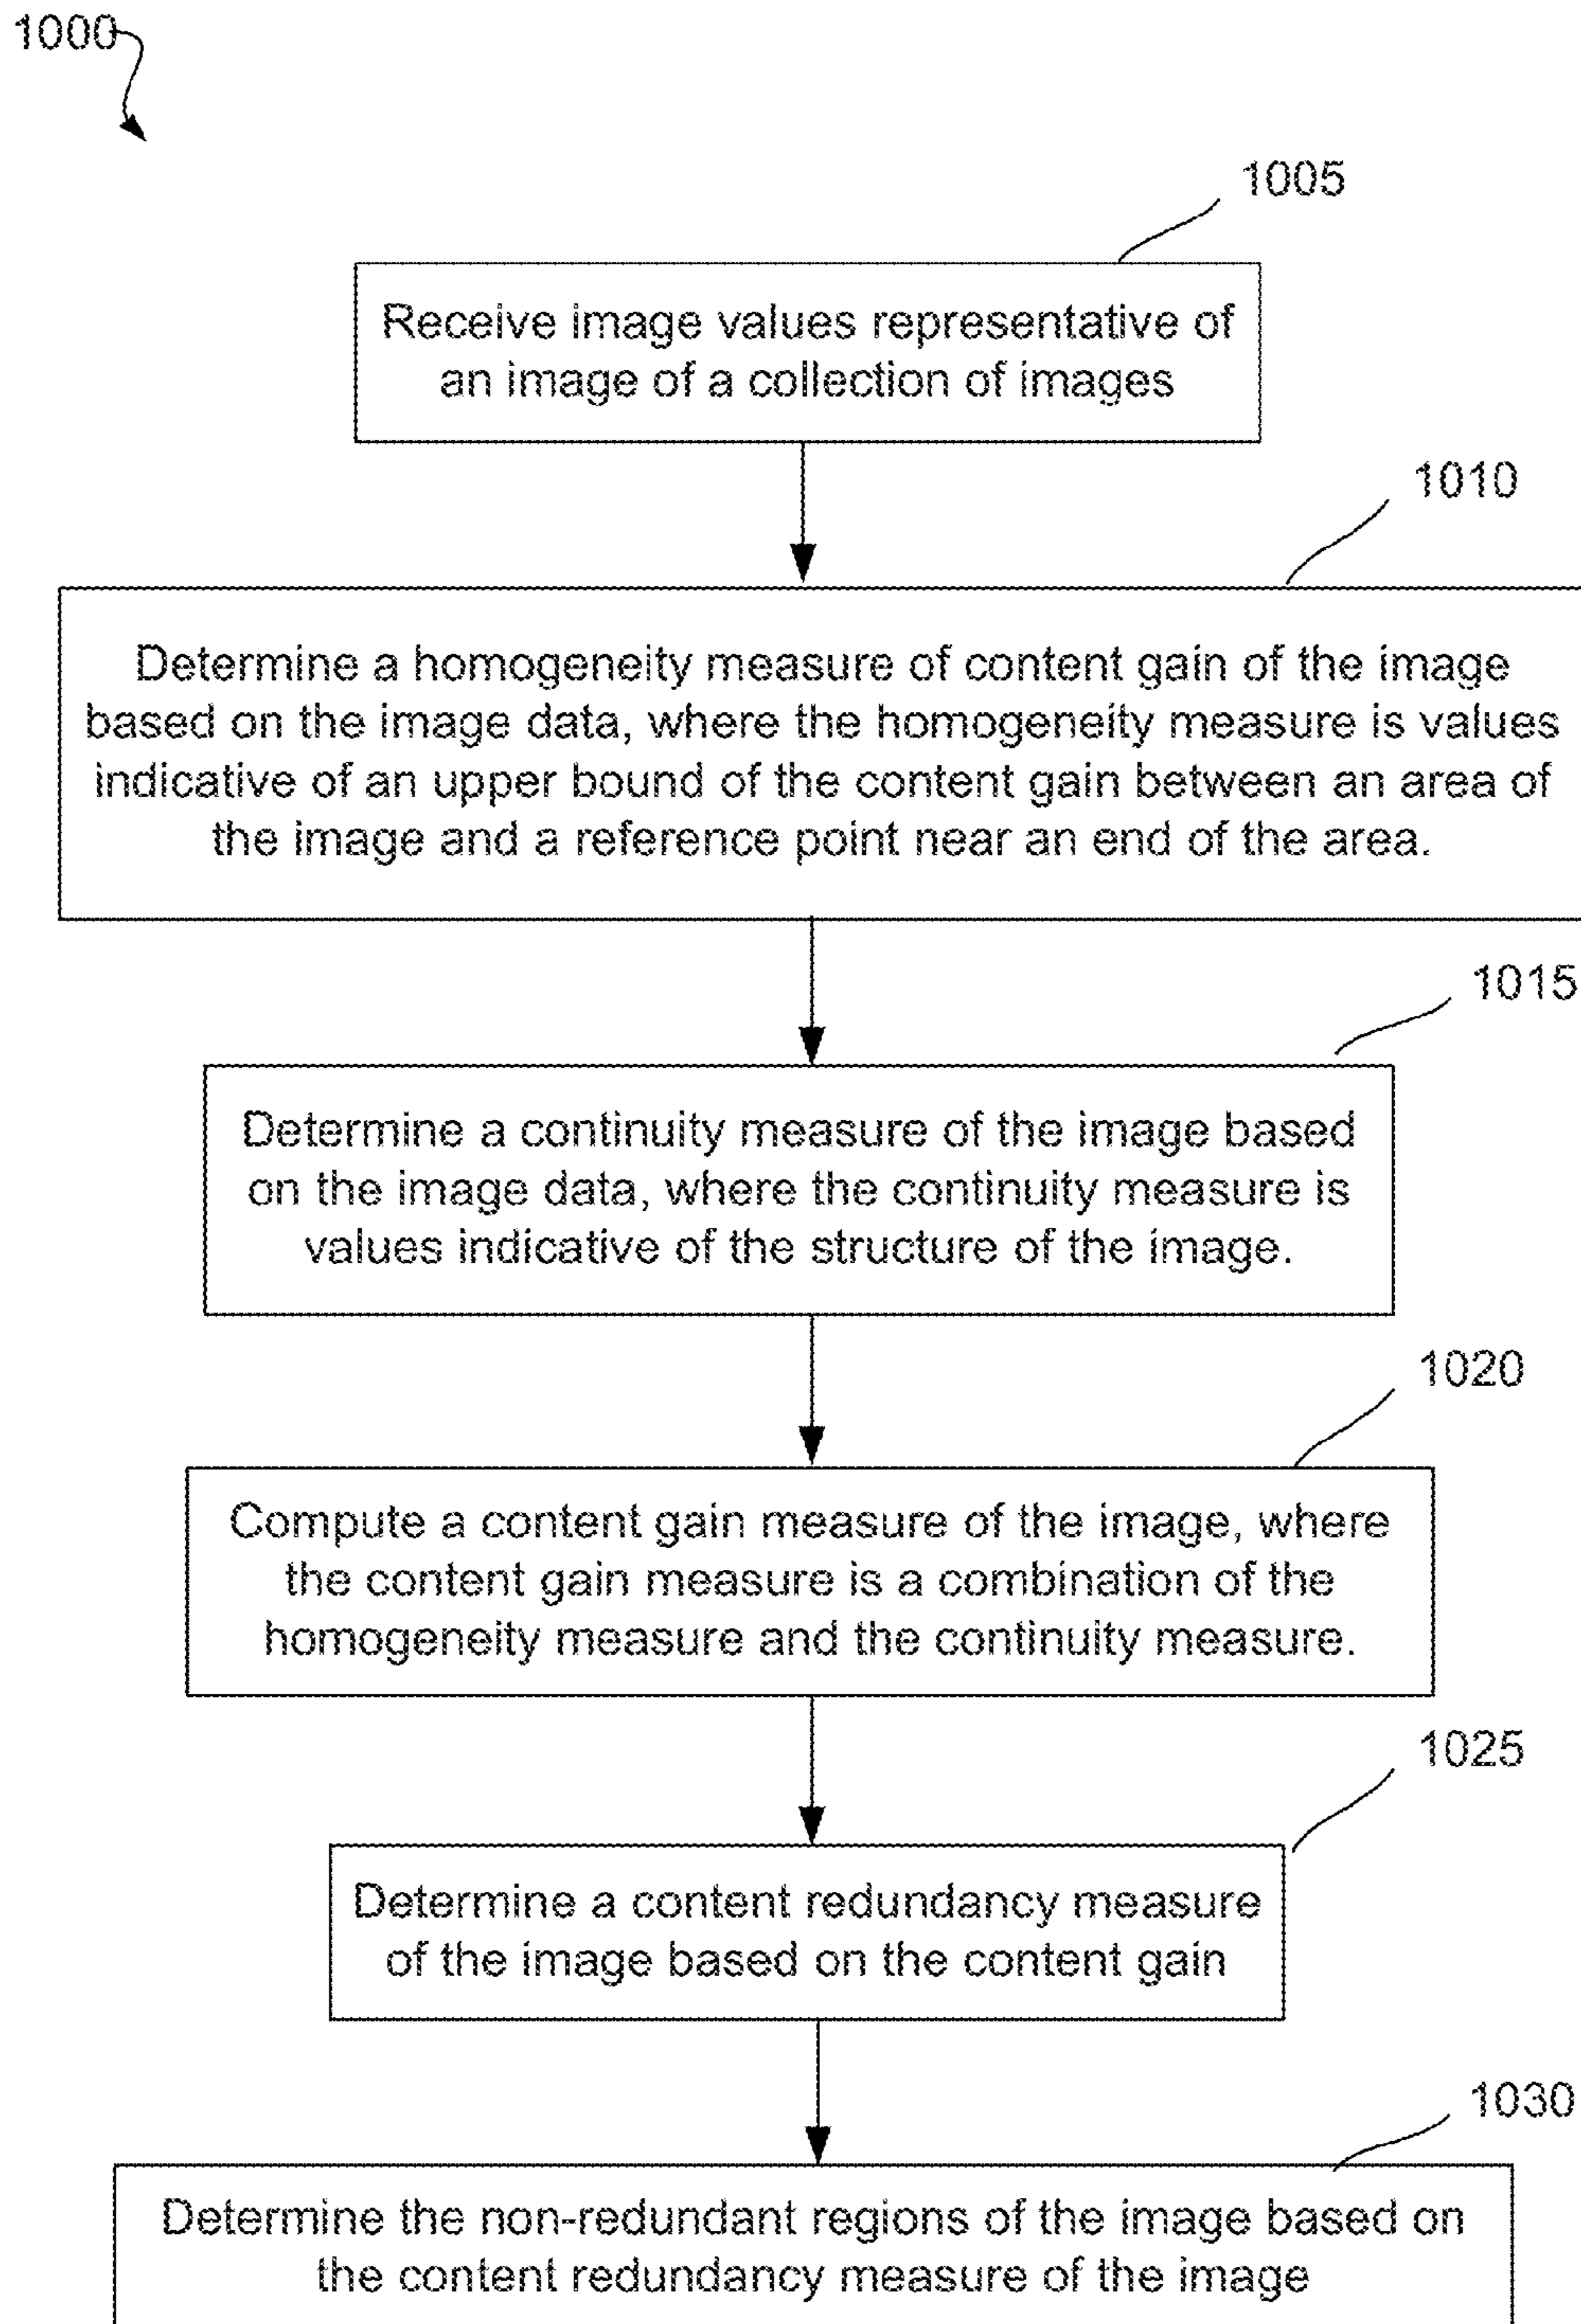 1000
1005
Receive image values representative of
an image of a collection of images
1010
Determine a homogeneity measure of content gain of the image
based on the image data, where the homogeneity measure is values
indicative of an upper bound of the content gain between an area of
the image and a reference point near an end of the area.
1015
Determine a continuity measure of the image based
on the image data, where the continuity measure is
values indicative of the structure of the image.
1020
Compute a content gain measure of the image, where
the content gain measure is a combination of the
homogeneity measure and the continuity measure.
1025
Determine a content redundancy measure
of the image based on the content gain
1030
Determine the non-redundant regions of the image based on
the content redundancy measure of the image